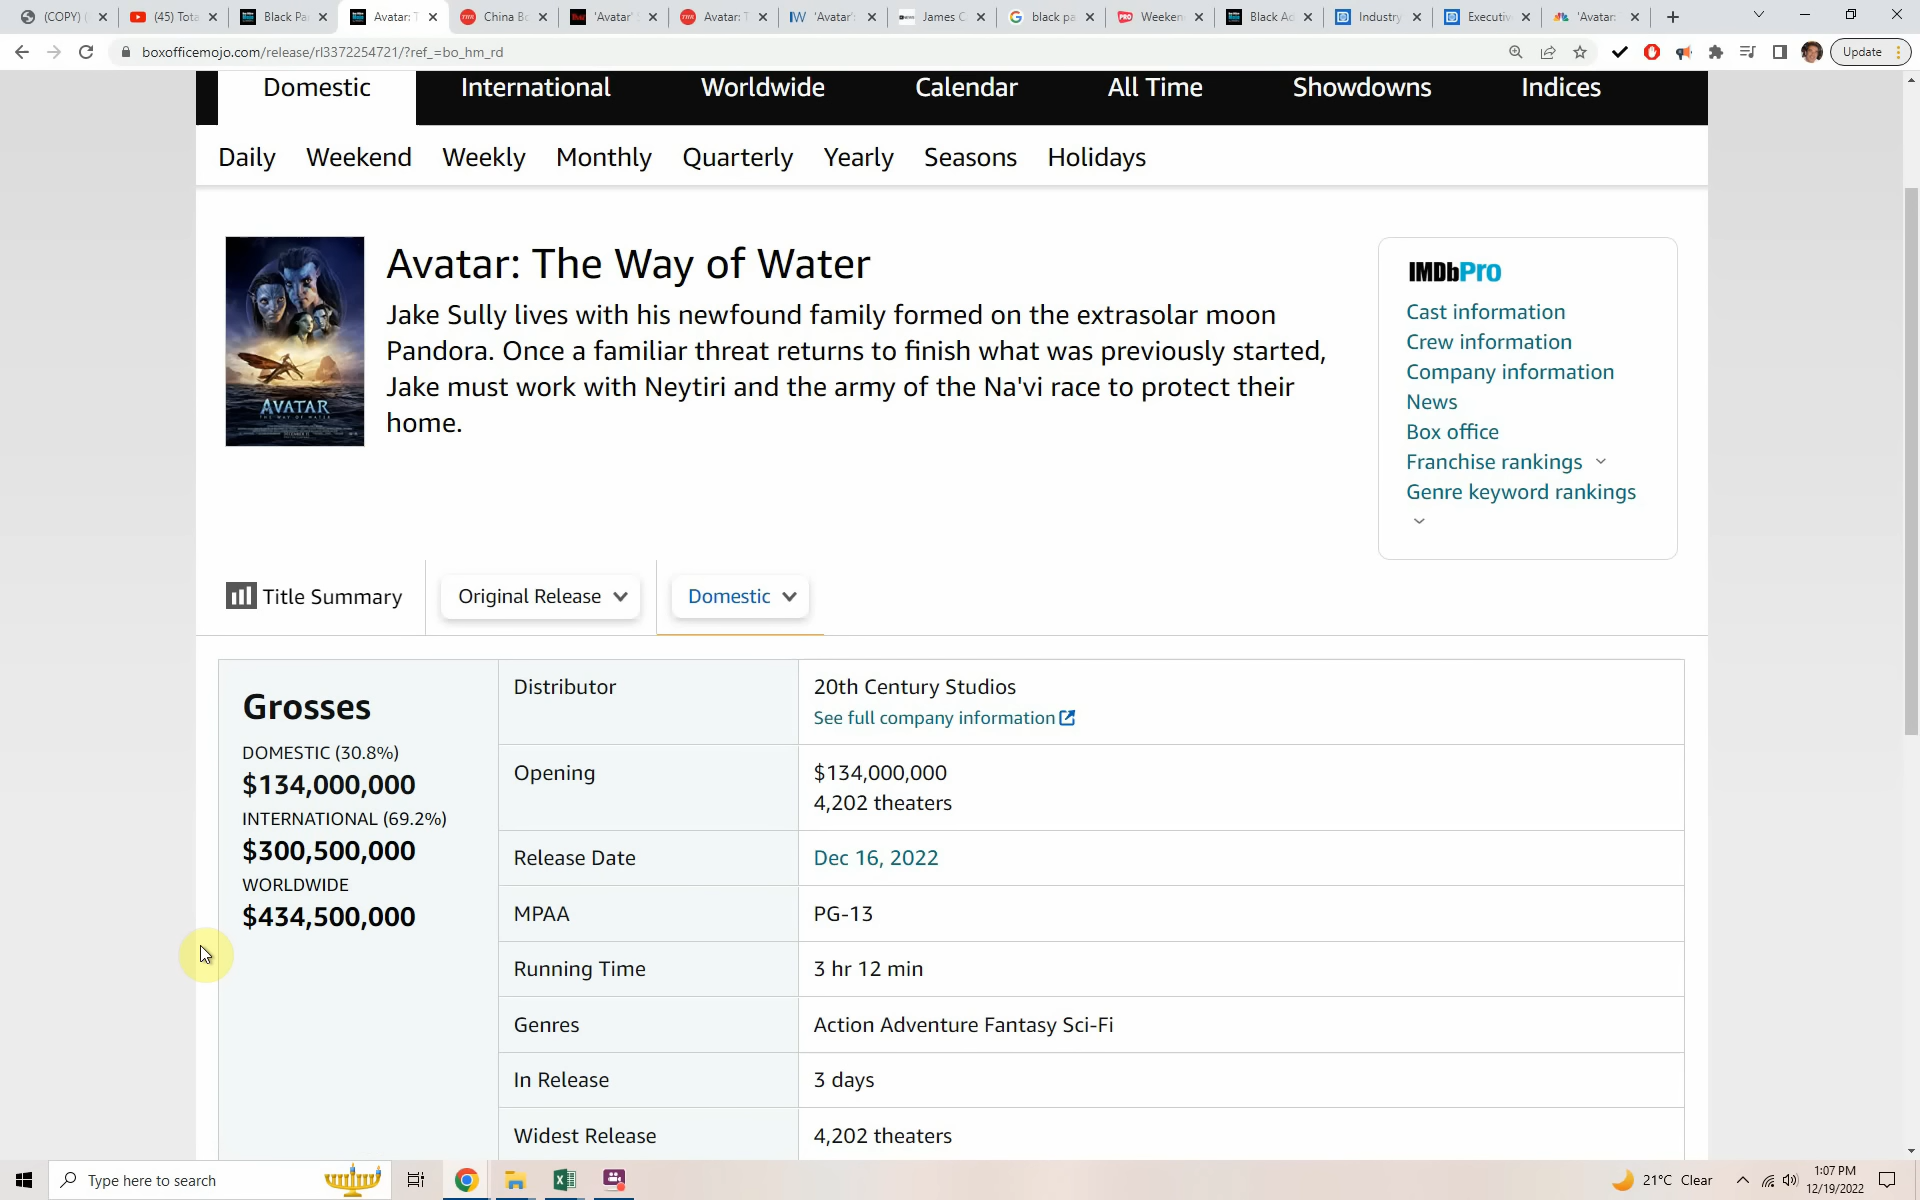 (COPY)
(45) Tota
Black Pa
Avatar: T
China Bo
'Avatar' S
Avatar: T
'Avatar':
James C
black pa
Weeken
Black Ad
Industry
Executiv
'Avatar:
boxofficemojo.com/release/rl3372254721/?ref_=bo_hm_rd
Update
Domestic International Worldwide Calendar All Time Showdowns Indices
Daily Weekend Weekly Monthly Quarterly Yearly Seasons Holidays
Avatar: The Way of Water
Jake Sully lives with his newfound family formed on the extrasolar moon
Pandora. Once a familiar threat returns to finish what was previously started,
Jake must work with Neytiri and the army of the Na'vi race to protect their
home.
AVATAR
THE WAY OF WATER
IMDbPro
Cast information
Crew information
Company information
News
Box office
Franchise rankings
Genre keyword rankings
Title Summary
Original Release
Domestic
Grosses
DOMESTIC (30.8%)
$134,000,000
INTERNATIONAL (69.2%)
$300,500,000
WORLDWIDE
$434,500,000
Distributor
20th Century Studios
See full company information
Opening
$134,000,000
4,202 theaters
Release Date
Dec 16, 2022
MPAA
PG-13
Running Time
3 hr 12 min
Genres
Action Adventure Fantasy Sci-Fi
In Release
3 days
Widest Release
4,202 theaters
Type here to search
21°C Clear
1:07 PM
12/19/2022